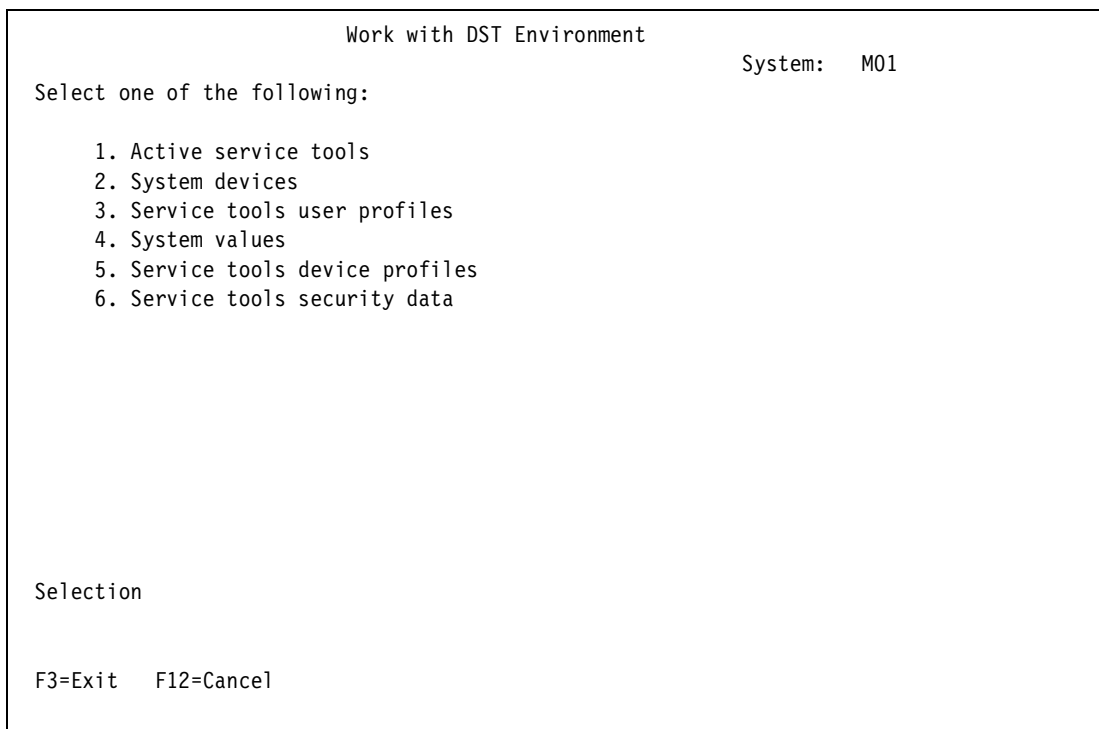 Work with DST Environment
System: MO1
Select one of the following:
1. Active service tools
2. System devices
3. Service tools user profiles
4. System values
5. Service tools device profiles
6. Service tools security data
Selection
F3=Exit F12=Cancel